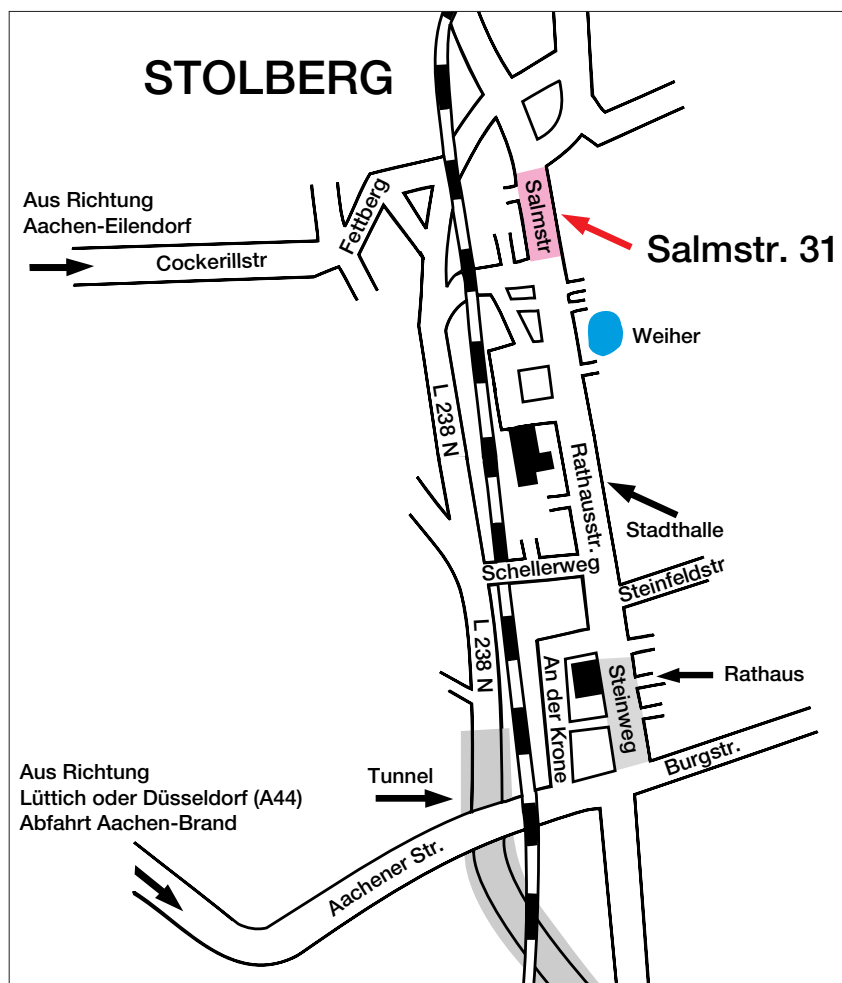 STOLBERG
Aus Richtung
Aachen-Eilendorf
Cockerillstr
Fettberg
Salmstr
Salmstr. 31
Weiher
L 238 N
Rathausstr.
Stadthalle
Schellerweg
Steinfeldstr
L 238 N
An der Krone
Steinweg
Rathaus
Burgstr.
Aus Richtung
Lüttich oder Düsseldorf (A44)
Abfahrt Aachen-Brand
Tunnel
Aachener Str.